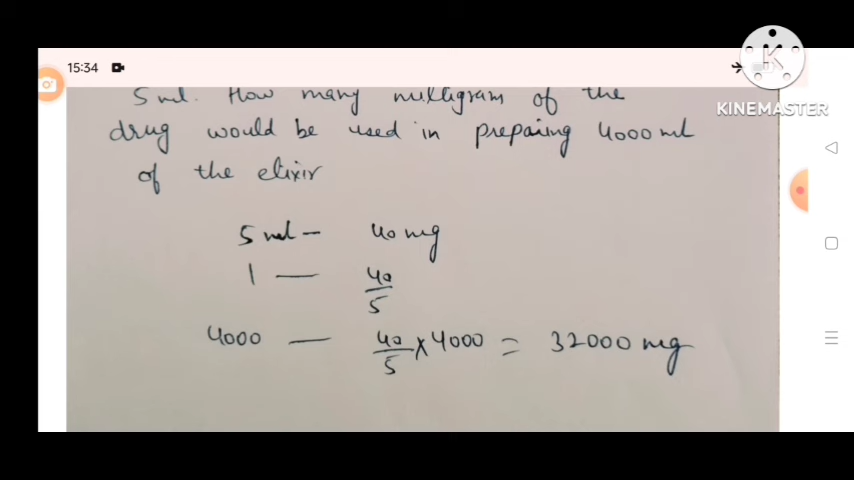 15:34
KINEMASTER
5 ml. How many milligram of the
drug would be used in preparing 4000 ml
of the elixir
5 ml - 40 mg
1 — 40/5
4000 — 40/5 × 4000 = 32000 mg